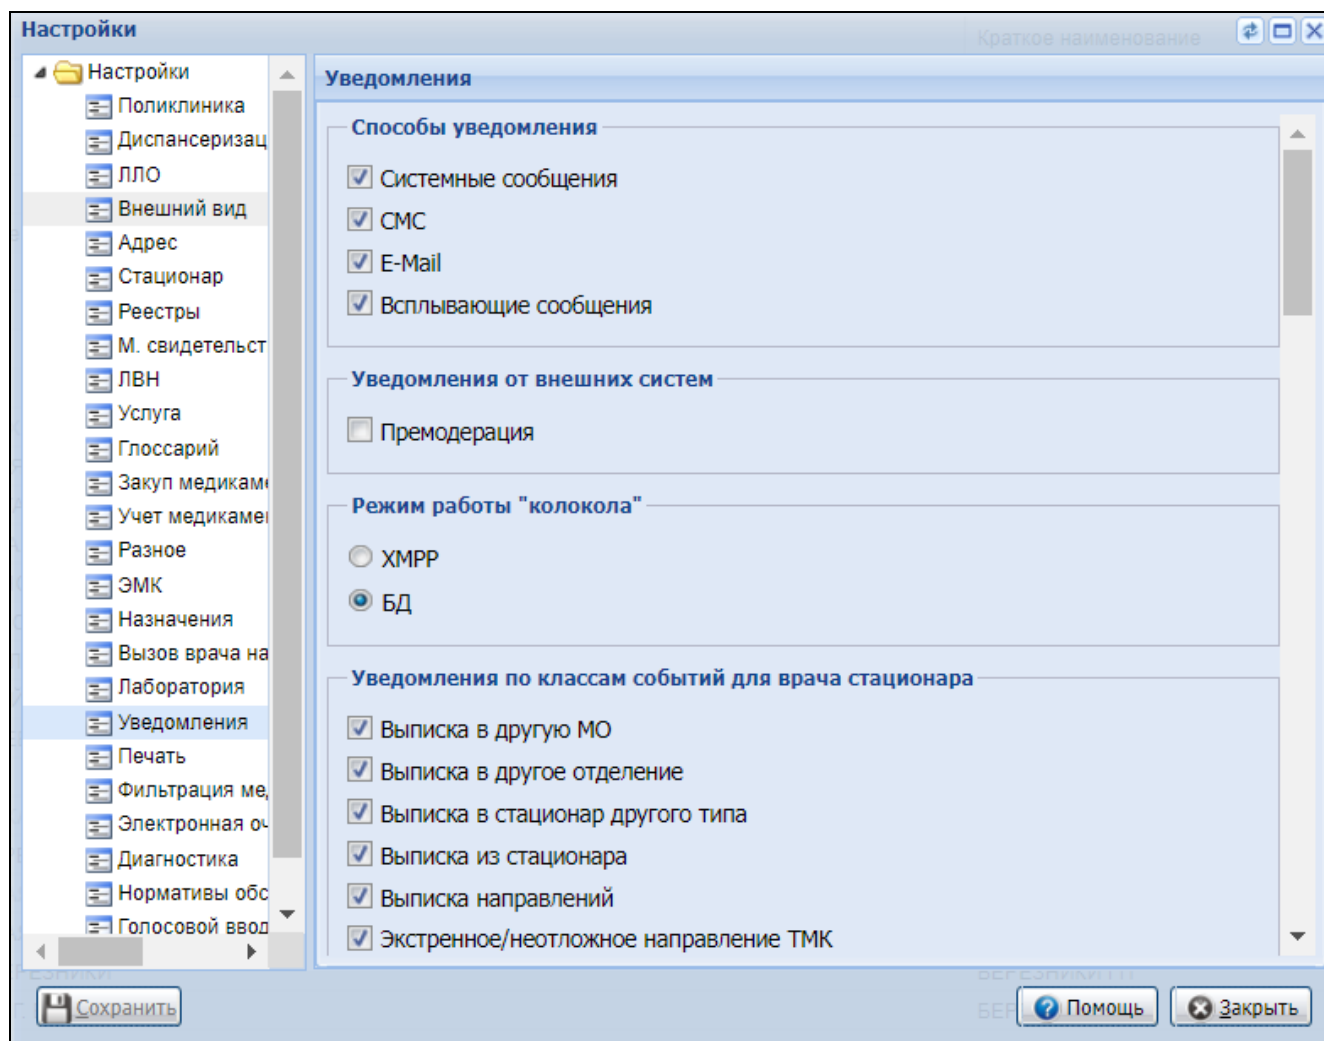 Настройки
Краткое наименование
Настройки
Поликлиника
Диспансеризац
ЛЛО
Внешний вид
Адрес
Стационар
Реестры
М. свидетельст
ЛВН
Услуга
Глоссарий
Закуп медикам
Учет медикаме
Разное
ЭМК
Назначения
Вызов врача на
Лаборатория
Уведомления
Печать
Фильтрация ме
Электронная оч
Диагностика
Нормативы обс
Голосовой ввод
Уведомления
Способы уведомления
Системные сообщения
СМС
E-Mail
Всплывающие сообщения
Уведомления от внешних систем
Премодерация
Режим работы "колокола"
XMPP
БД
Уведомления по классам событий для врача стационара
Выписка в другую МО
Выписка в другое отделение
Выписка в стационар другого типа
Выписка из стационара
Выписка направлений
Экстренное/неотложное направление ТМК
Сохранить
Помощь
Закрыть